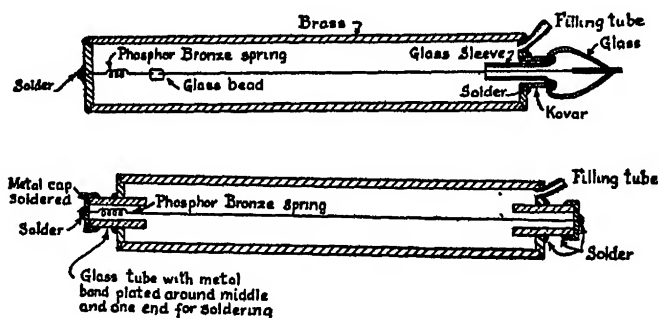 Brass
Filling tube
Phosphor Bronze spring
Glass Sleeve
Glass
Solder
Glass bead
Solder
Kovar
Metal cap
soldered
Filling tube
Phosphor Bronze spring
Solder
Solder
Glass tube with metal
band plated around middle
and one end for soldering